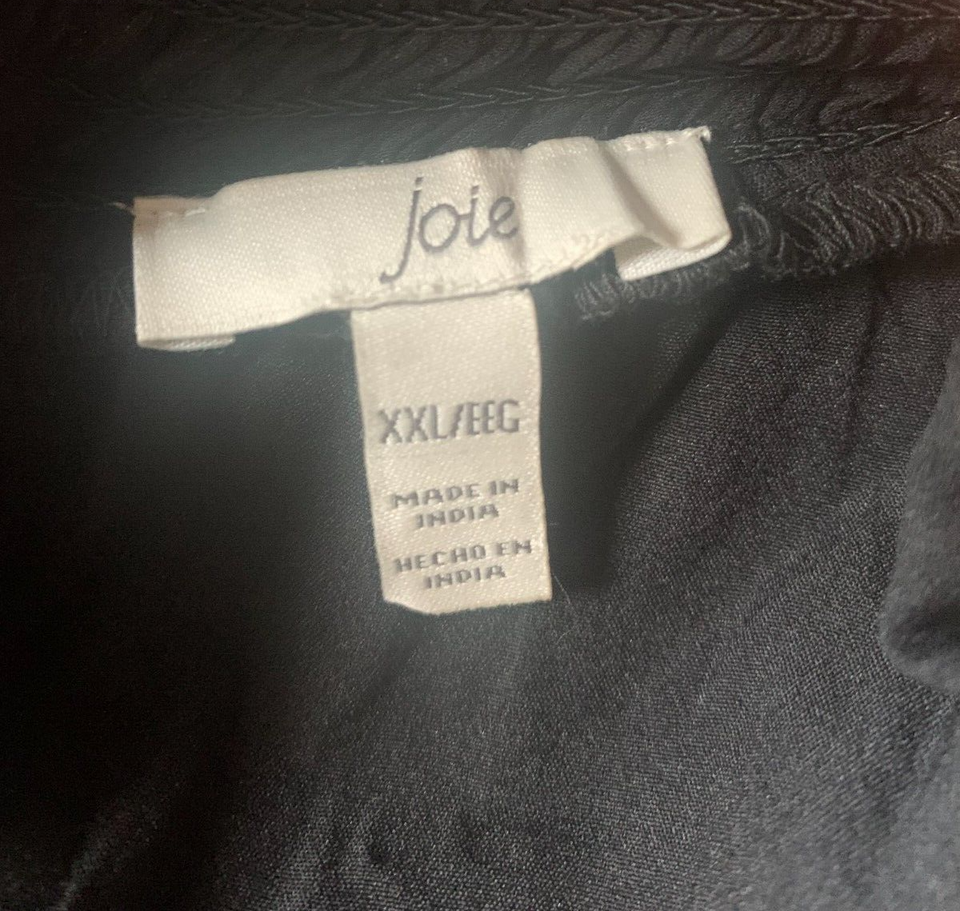 joie
XXL/EEG
MADE IN
INDIA
HECHO EN
INDIA